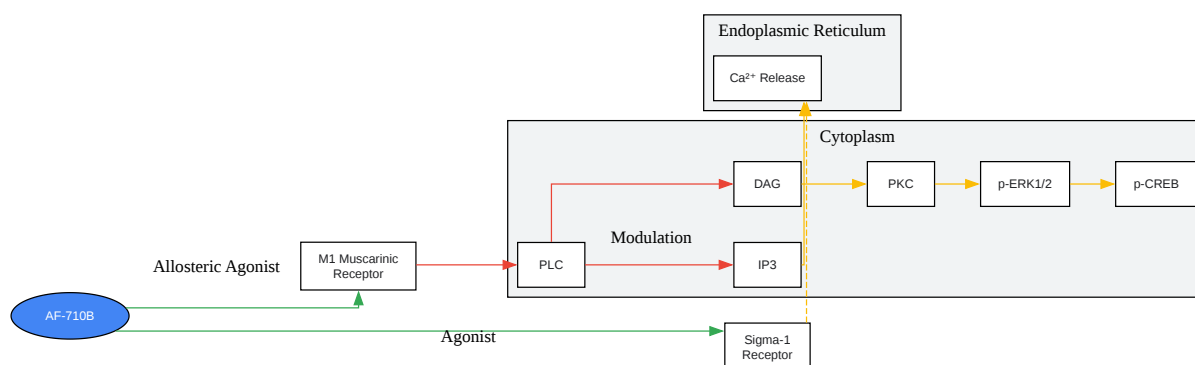 Endoplasmic Reticulum
Ca²⁺ Release
Cytoplasm
DAG
PKC
p-ERK1/2
p-CREB
Modulation
M1 Muscarinic
Receptor
PLC
IP3
Allosteric Agonist
AF-710B
Agonist
Sigma-1
Receptor